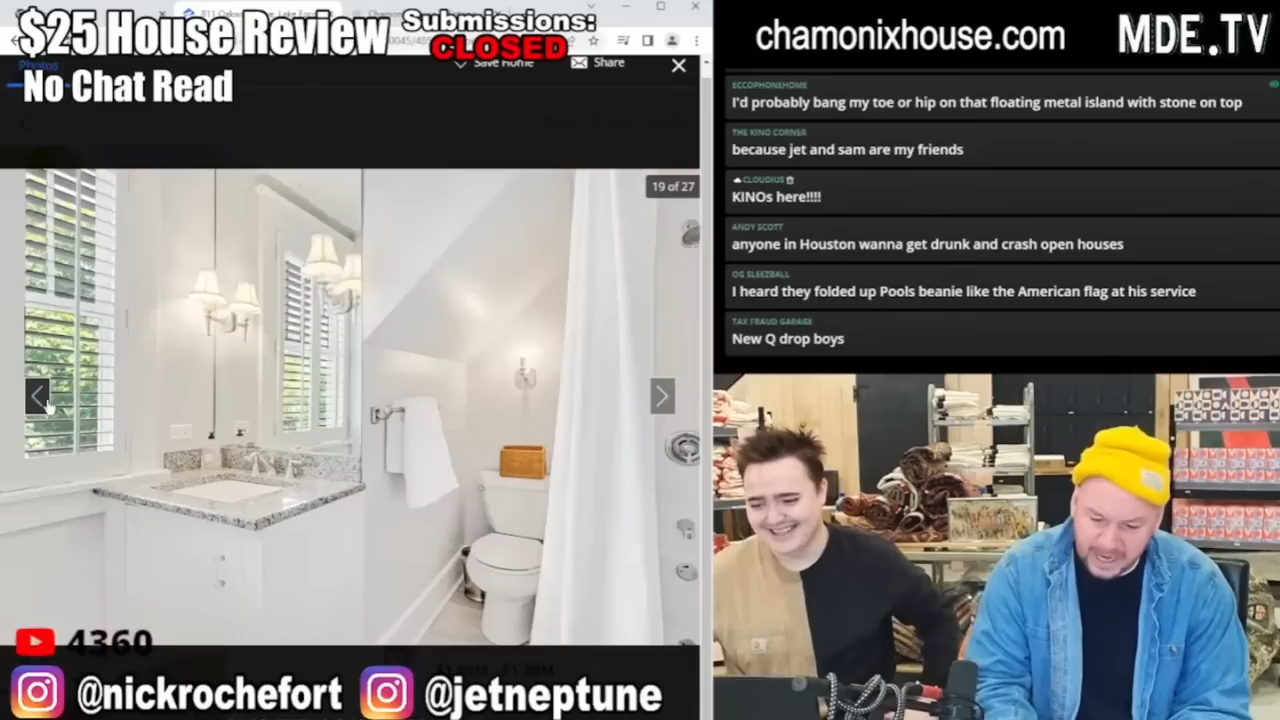 $25 House Review
No Chat Read
Submissions:
CLOSED
Photos
Save Home
Share
19 of 27
chamonixhouse.com
MDE.TV
ECCOPHONEHOME
I'd probably bang my toe or hip on that floating metal island with stone on top
THE KINO CORNER
because jet and sam are my friends
CLOUDIUS
KINOs here!!!!
ANDY SCOTT
anyone in Houston wanna get drunk and crash open houses
OG SLEEZBALL
I heard they folded up Pools beanie like the American flag at his service
TAX FRAUD GARAGE
New Q drop boys
4360
@nickrochefort
@jetneptune